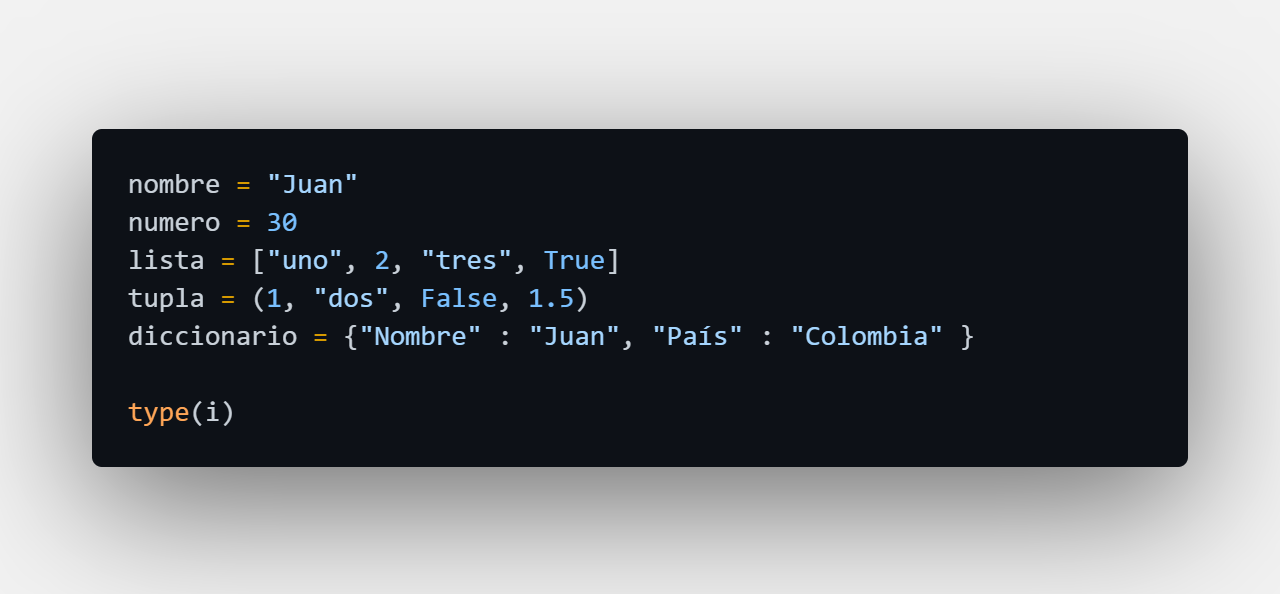 nombre = "Juan"
numero = 30
lista = ["uno", 2, "tres", True]
tupla = (1, "dos", False, 1.5)
diccionario = {"Nombre" : "Juan", "País" : "Colombia" }
type(i)